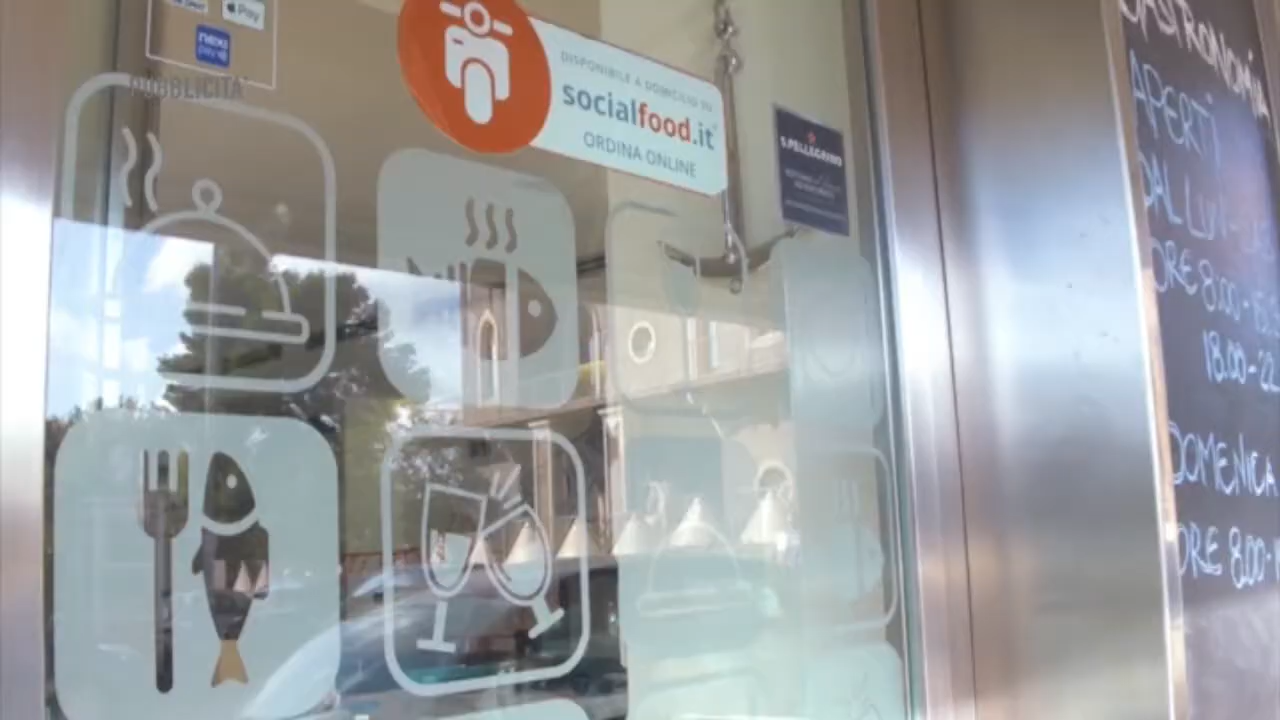 Pay
nexi
pay
PUBBLICITÀ
DISPONIBILE A DOMICILIO SU
socialfood.it
ORDINA ONLINE
S.PELLEGRINO
GASTRONOMIA
APERTI
DAL LUN
ORE 8.00-
18.00-22
DOMENICA
ORE 8.00-